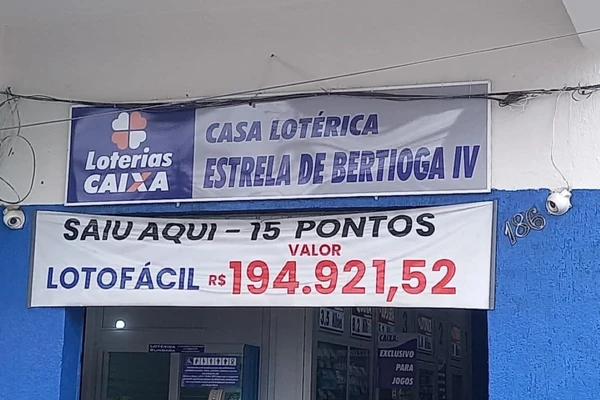 Loterias
CAIXA
CASA LOTÉRICA
ESTRELA DE BERTIOGA IV
SAIU AQUI - 15 PONTOS
VALOR
LOTOFÁCIL R$ 194.921,52
186
CAIXA
EXCLUSIVO
PARA
JOGOS